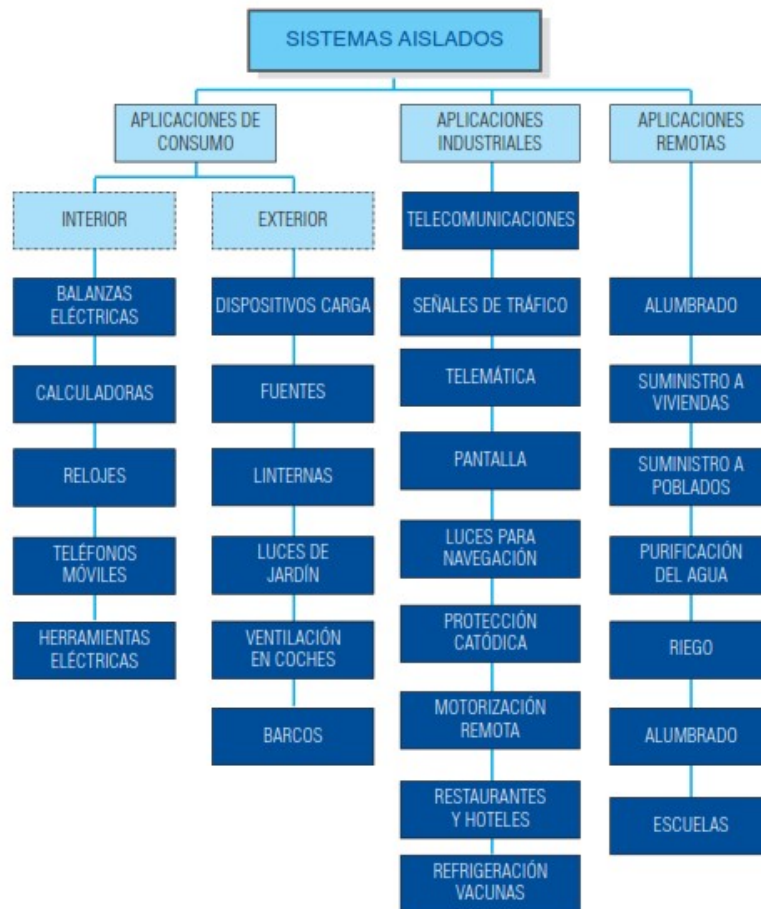 SISTEMAS AISLADOS
APLICACIONES DE
CONSUMO
INTERIOR
BALANZAS
ELÉCTRICAS
CALCULADORAS
RELOJES
TELÉFONOS
MÓVILES
HERRAMIENTAS
ELÉCTRICAS
EXTERIOR
DISPOSITIVOS CARGA
FUENTES
LINTERNAS
LUCES DE
JARDÍN
VENTILACIÓN
EN COCHES
BARCOS
APLICACIONES
INDUSTRIALES
TELECOMUNICACIONES
SEÑALES DE TRÁFICO
TELEMÁTICA
PANTALLA
LUCES PARA
NAVEGACIÓN
PROTECCIÓN
CATÓDICA
MOTORIZACIÓN
REMOTA
RESTAURANTES
Y HOTELES
REFRIGERACIÓN
VACUNAS
APLICACIONES
REMOTAS
ALUMBRADO
SUMINISTRO A
VIVIENDAS
SUMINISTRO A
POBLADOS
PURIFICACIÓN
DEL AGUA
RIEGO
ALUMBRADO
ESCUELAS